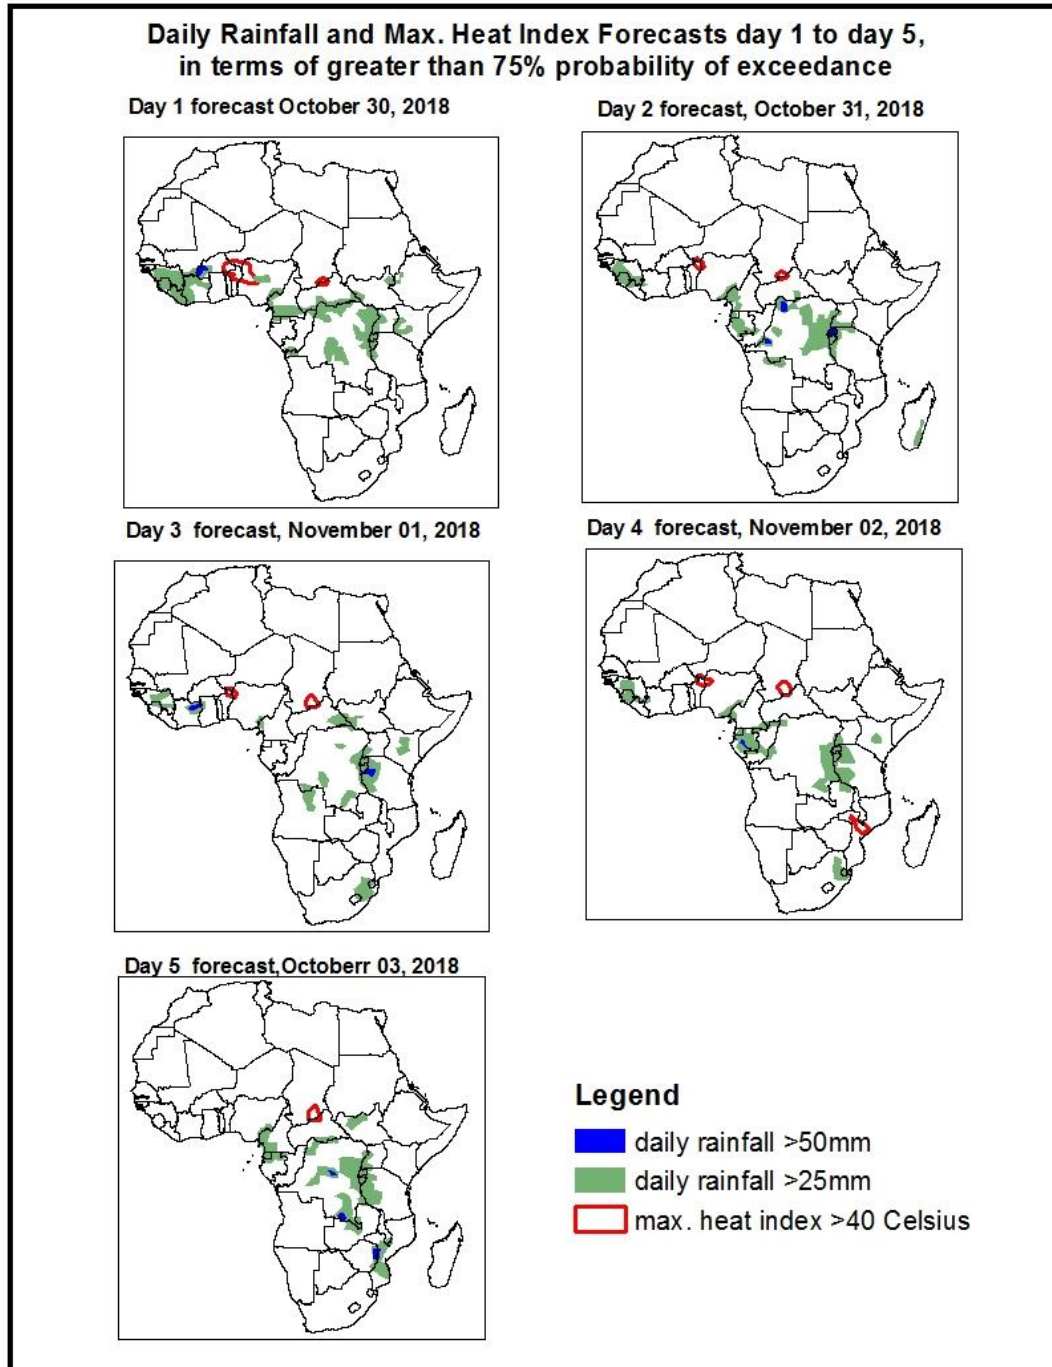 Daily Rainfall and Max. Heat Index Forecasts day 1 to day 5,
in terms of greater than 75% probability of exceedance
Day 1 forecast October 30, 2018
Day 2 forecast, October 31, 2018
Day 3 forecast, November 01, 2018
Day 4 forecast, November 02, 2018
Day 5 forecast,Octoberr 03, 2018
Legend
daily rainfall >50mm
daily rainfall >25mm
max. heat index >40 Celsius